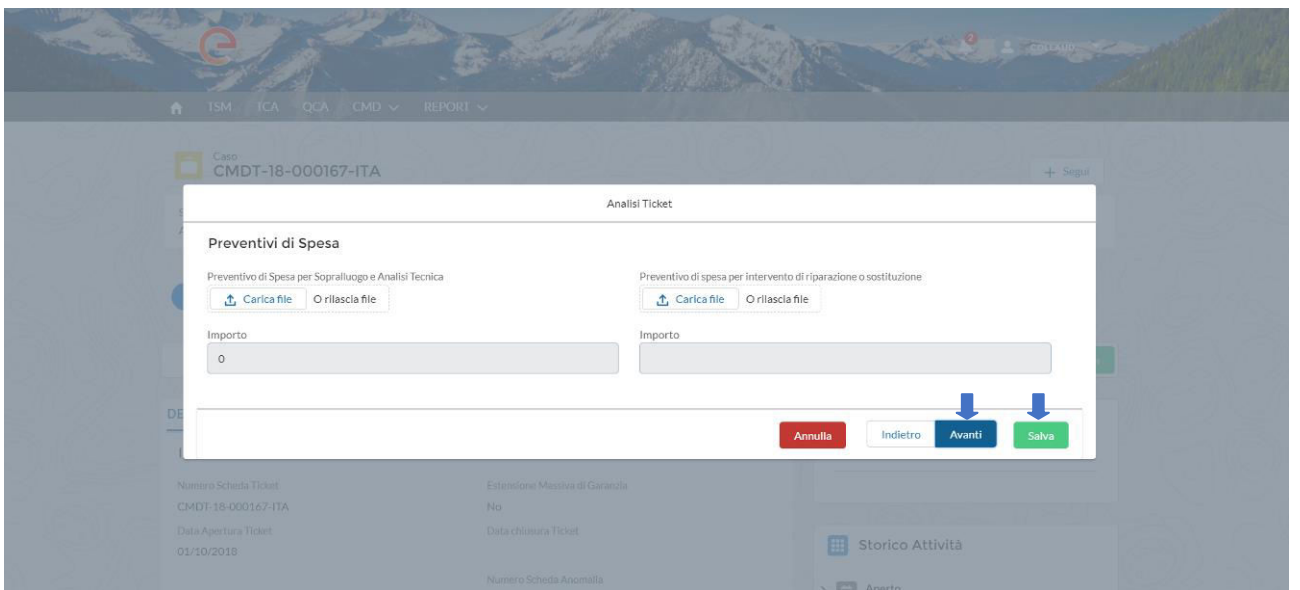 2
COLLAUD...
TSM TCA QCA CMD REPORT
Caso
CMDT-18-000167-ITA
+ Segui
Analisi Ticket
Preventivi di Spesa
Preventivo di Spesa per Sopralluogo e Analisi Tecnica Preventivo di spesa per intervento di riparazione o sostituzione
Carica file O rilascia file Carica file O rilascia file
Importo Importo
0
DE
Annulla Indietro Avanti Salva
Numero Scheda Ticket Estensione Massiva di Garanzia
CMDT-18-000167-ITA No
Data Apertura Ticket Data chiusura Ticket
01/10/2018
Storico Attività
Numero Scheda Anomalia
Aperto